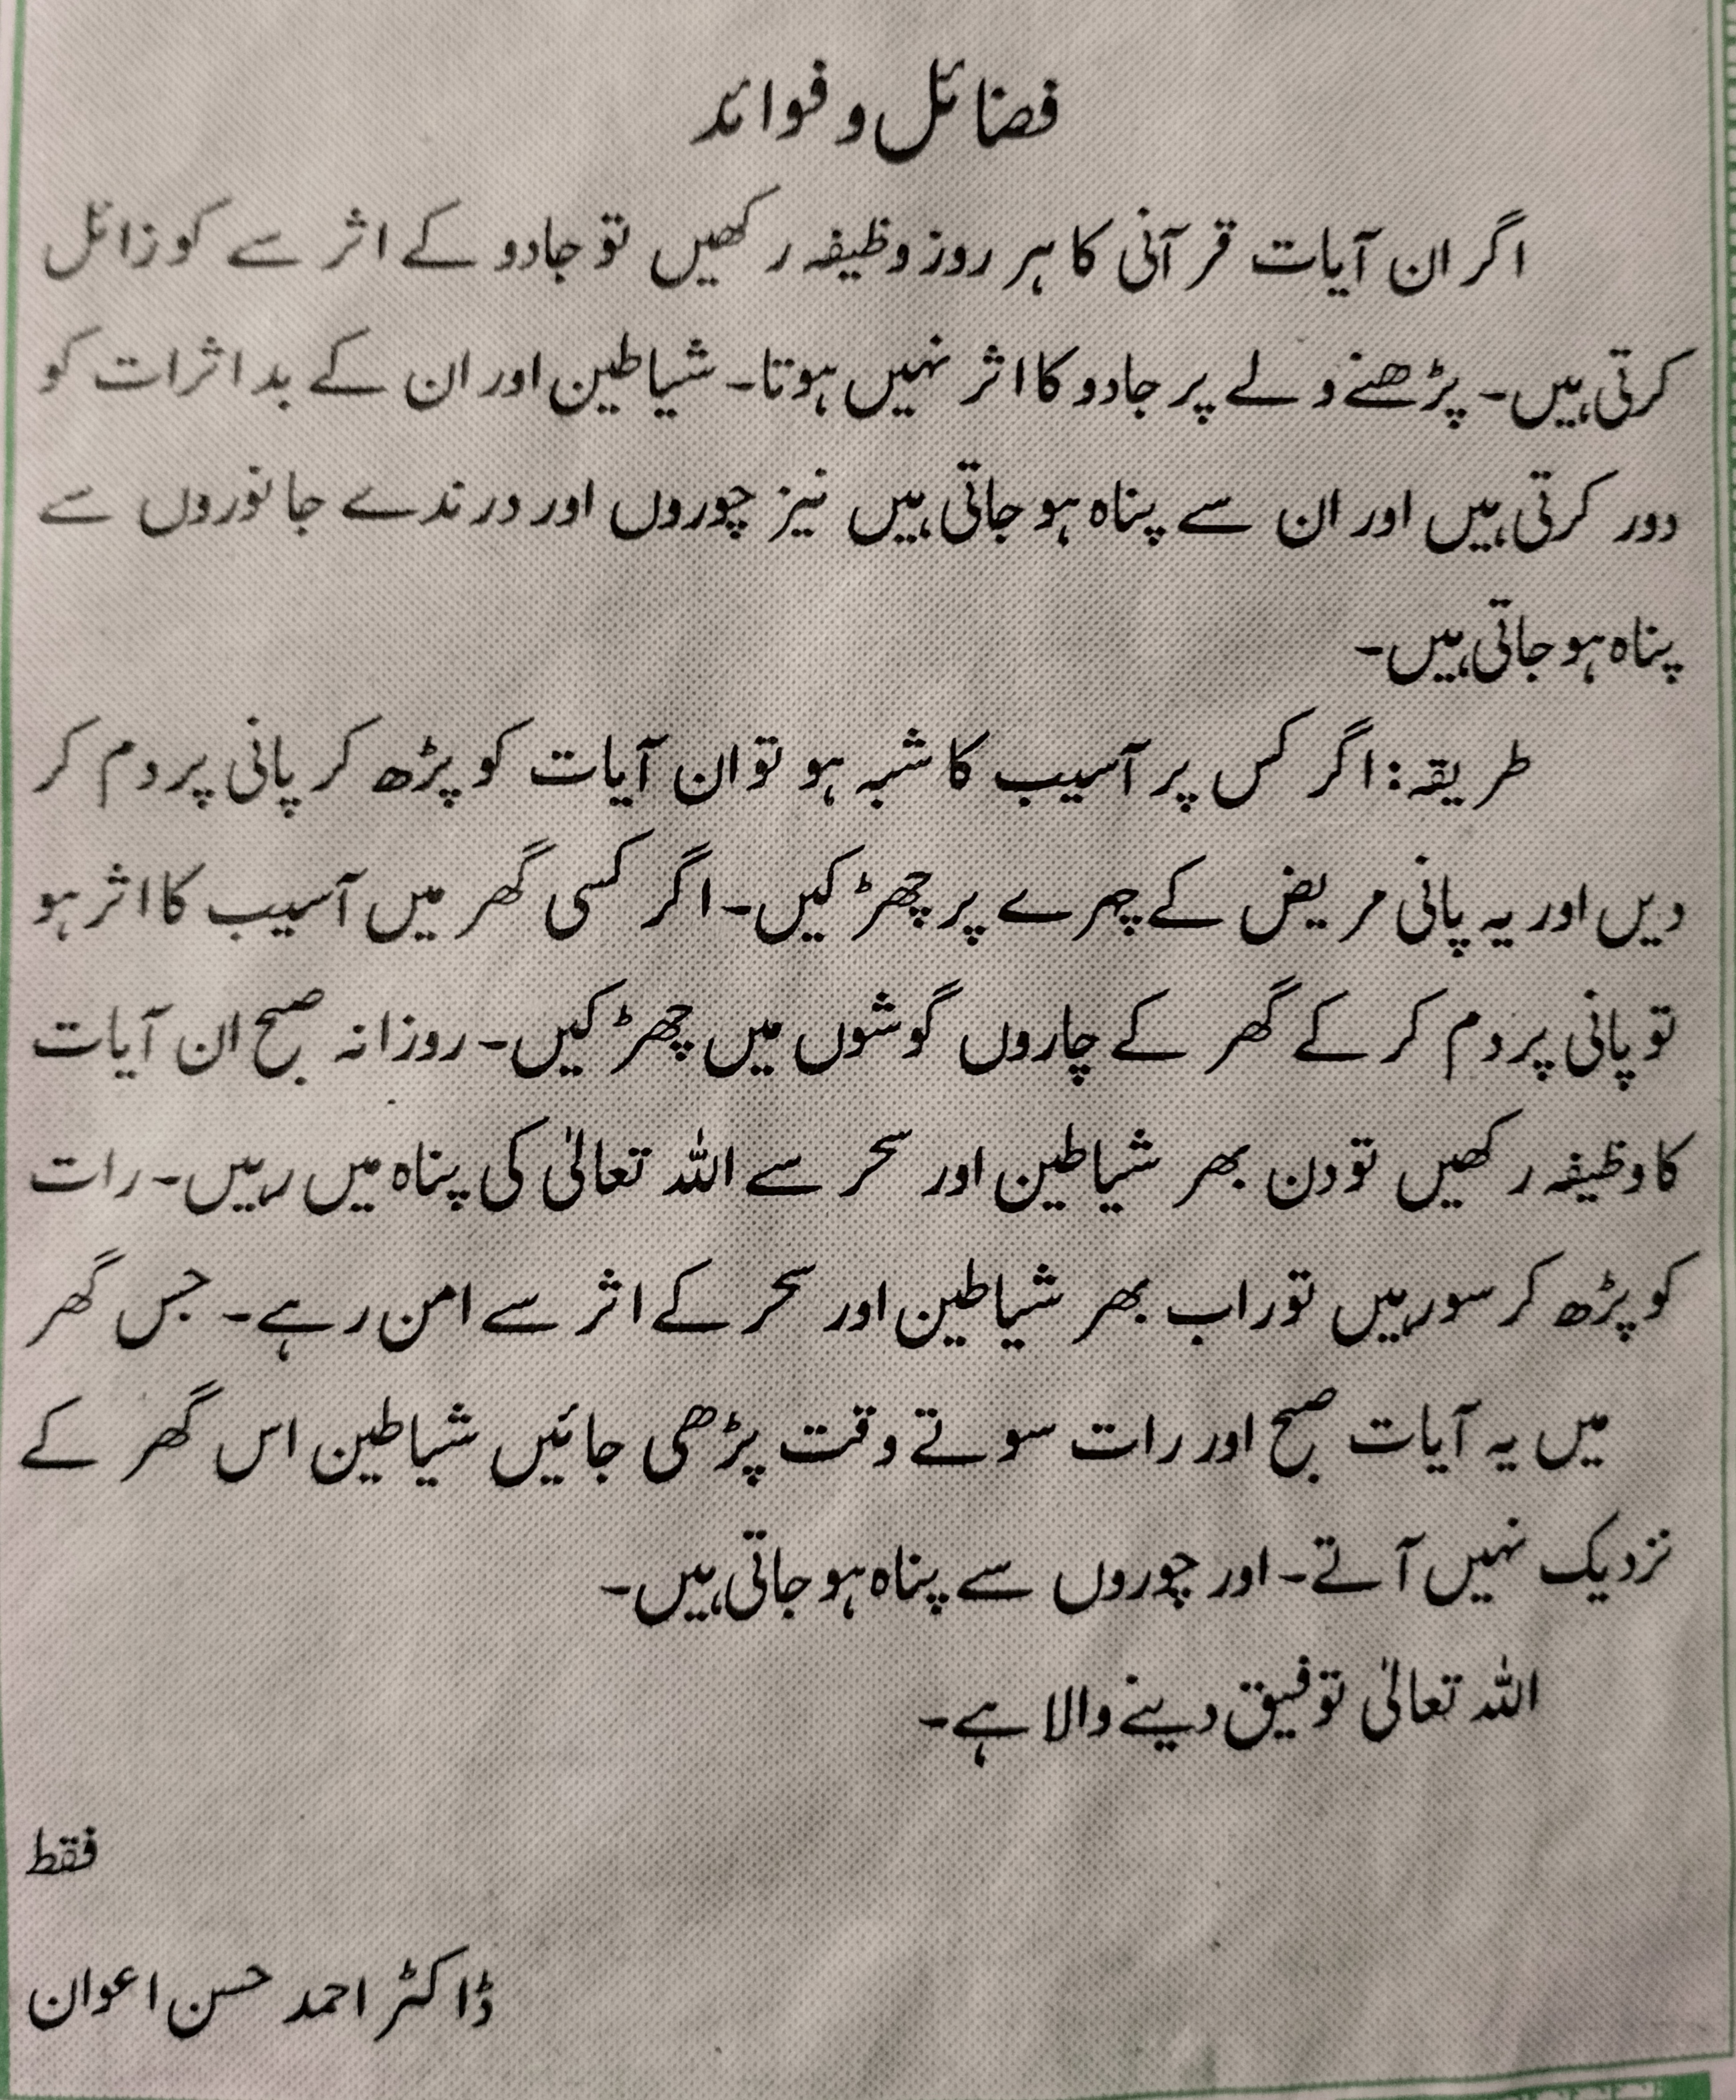 فضائل و فوائد
اگر ان آیات قرآنی کا ہر روز وظیفہ رکھیں تو جادو کے اثر سے کو زائل
کرتی ہیں۔ پڑھنے ولے پر جادو کا اثر نہیں ہوتا۔ شیاطین اور ان کے بد اثرات کو
دور کرتی ہیں اور ان سے پناہ ہو جاتی ہیں نیز چوروں اور درندے جانوروں سے
پناہ ہو جاتی ہیں۔
طریقہ: اگر کس پر آسیب کا شبہ ہو تو ان آیات کو پڑھ کر پانی پر دم کر
دیں اور یہ پانی مریض کے چہرے پر چھڑکیں۔ اگر کسی گھر میں آسیب کا اثر ہو
تو پانی پر دم کر کے گھر کے چاروں گوشوں میں چھڑکیں۔ روزانہ صبح ان آیات
کا وظیفہ رکھیں تو دن بھر شیاطین اور سحر سے اللہ تعالیٰ کی پناہ میں رہیں۔ رات
کو پڑھ کر سو رہیں تو راب بھر شیاطین اور سحر کے اثر سے امن رہے۔ جس گھر
میں یہ آیات صبح اور رات سوتے وقت پڑھی جائیں شیاطین اس گھر کے
نزدیک نہیں آتے۔ اور چوروں سے پناہ ہو جاتی ہیں۔
اللہ تعالیٰ توفیق دینے والا ہے۔
فقط
ڈاکٹر احمد حسن اعوان